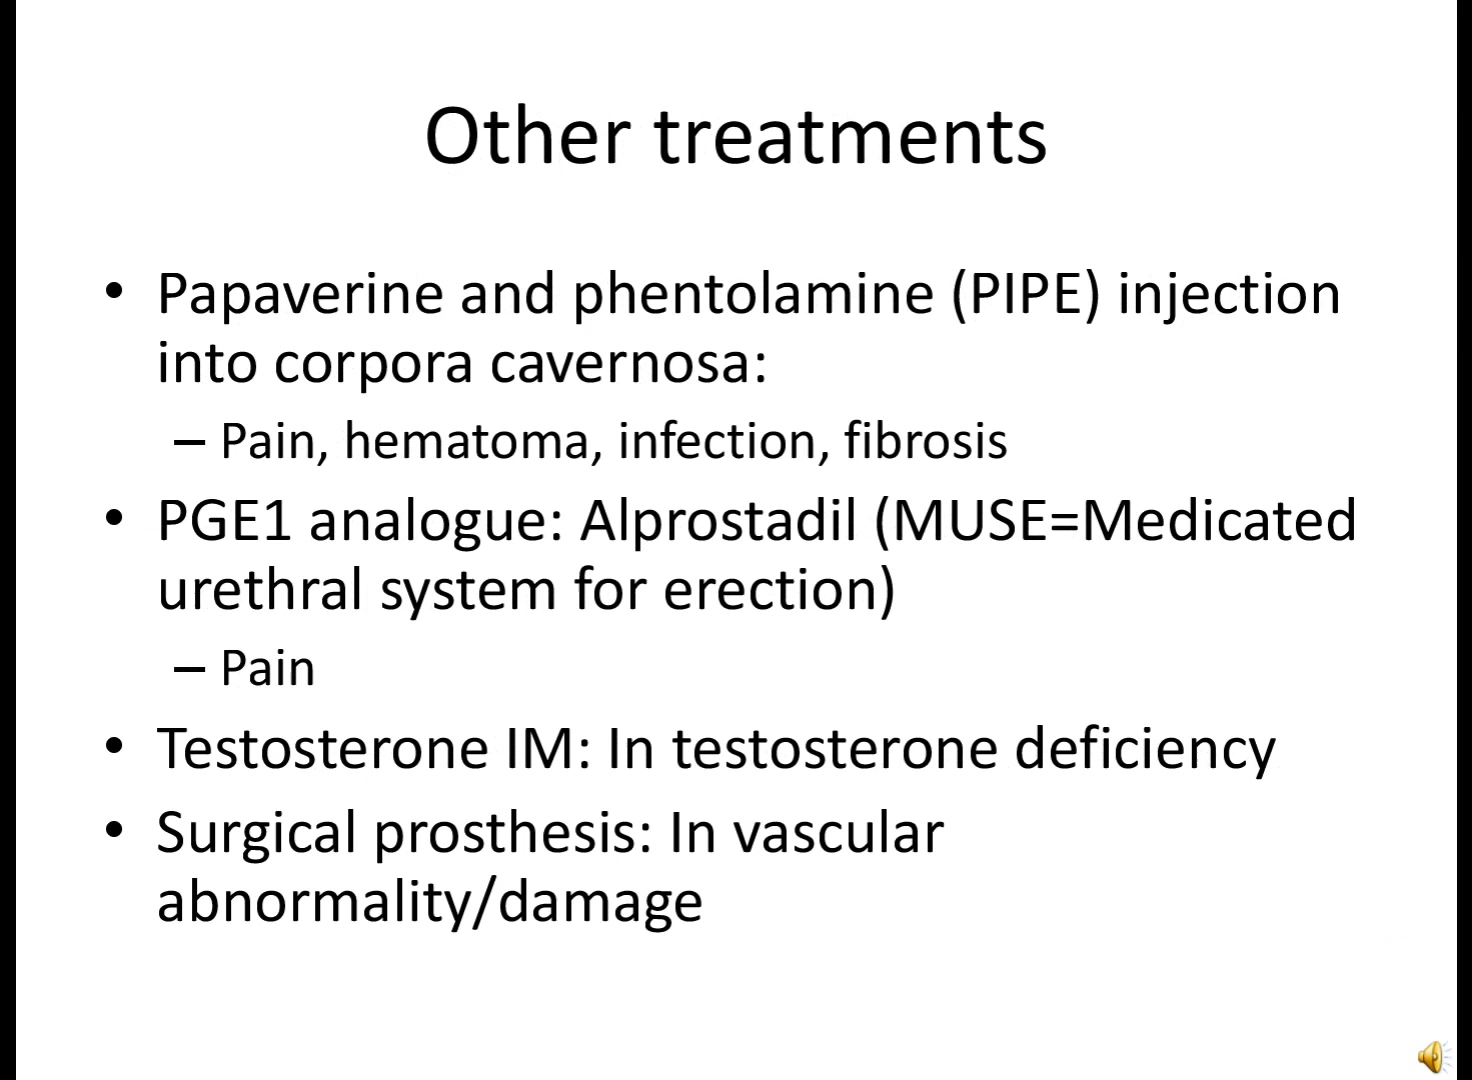 Other treatments
• Papaverine and phentolamine (PIPE) injection
into corpora cavernosa:
– Pain, hematoma, infection, fibrosis
• PGE1 analogue: Alprostadil (MUSE=Medicated
urethral system for erection)
– Pain
• Testosterone IM: In testosterone deficiency
• Surgical prosthesis: In vascular
abnormality/damage